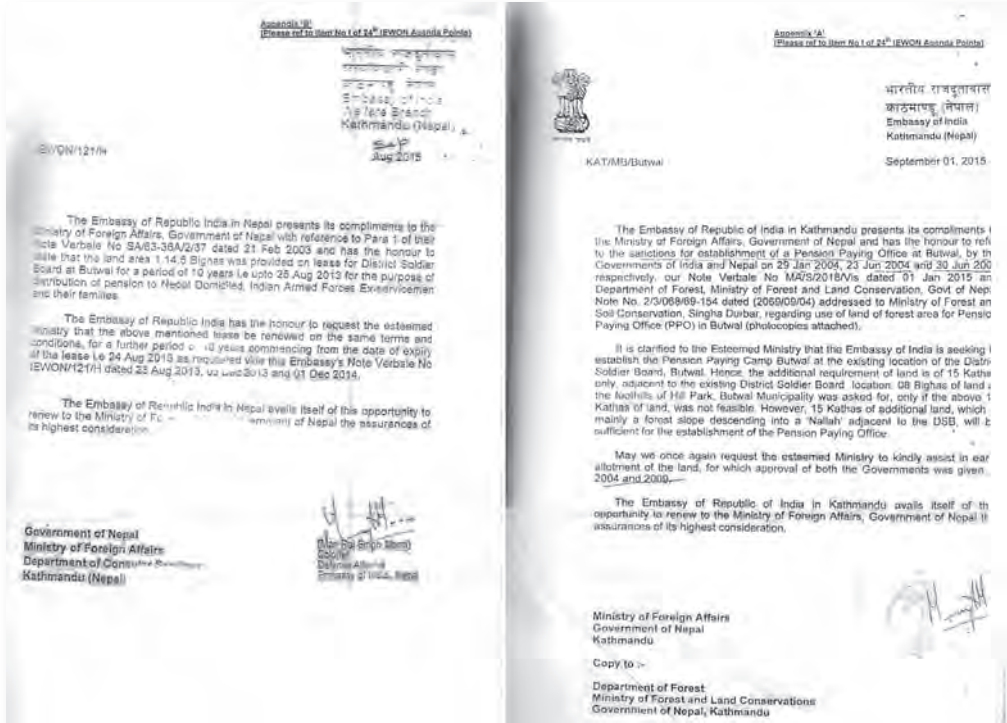 Appendix 'B'
(Please ref to Item No I of 24th IEWON Agenda Points)
Embassy of India
Kathmandu (Nepal)
Aug 2015
IEWON/121/H
The Embassy of Republic India in Nepal presents its compliments to the
Ministry of Foreign Affairs, Government of Nepal with reference to Para 1 of their
Note Verbale No SA/63-36A/2/37 dated 21 Feb 2003 and has the honour to
state that the land area 1.14.5 Bighas was provided on lease for District Soldier
Board at Butwal for a period of 10 years i.e upto 25 Aug 2013 for the purpose of
distribution of pension to Nepal Domiciled, Indian Armed Forces Ex-servicemen
and their families.
The Embassy of Republic India has the honour to request the esteemed
Ministry that the above mentioned lease be renewed on the same terms and
conditions, for a further period 10 years commencing from the date of expiry
of the lease i.e 24 Aug 2013 as requested vide this Embassy's Note Verbale No
IEWON/121/H dated 23 Aug 2013, Dec 2013 and 01 Dec 2014.
The Embassy of Republic India in Nepal avails itself of this opportunity to
renew to the Ministry of of Nepal the assurances of
its highest consideration.
Government of Nepal
Ministry of Foreign Affairs
Department of
Kathmandu (Nepal)
Defence
Embassy of India, Nepal
Appendix 'A'
(Please ref to Item No I of 24th IEWON Agenda Points)
भारतीय राजदूतावास
काठमाण्डू (नेपाल)
Embassy of India
Kathmandu (Nepal)
KAT/MB/Butwal
September 01, 2015
The Embassy of Republic of India in Kathmandu presents its compliments
the Ministry of Foreign Affairs, Government of Nepal and has the honour to
to the sanctions for establishment of a Pension Paying Office at Butwal, by
Governments of India and Nepal on 29 Jan 2004, 23 Jun 2004 and 30 Jun
respectively, our Note Verbale No MA/S/2018/Vis dated 01 Jan 2015
Department of Forest, Ministry of Forest and Land Conservation, Govt of
Note No. 2/3/068/69-154 dated (2069/09/04) addressed to Ministry of Forest
Soil Conservation, Singha Durbar, regarding use of land of forest area for
Paying Office (PPO) in Butwal (photocopies attached).
It is clarified to the Esteemed Ministry that the Embassy of India is seeking
establish the Pension Paying Camp Butwal at the existing location of the
Soldier Board, Butwal. Hence, the additional requirement of land is of 15
only, adjacent to the existing District Soldier Board location. 08 Bighas of land
the foothills of Hill Park, Butwal Municipality was asked for, only if the above
Kathas of land, was not feasible. However, 15 Kathas of additional land, which
mainly a forest slope descending into a 'Nallah' adjacent to the DSB, will
sufficient for the establishment of the Pension Paying Office.
May we once again request the esteemed Ministry to kindly assist in
allotment of the land, for which approval of both the Governments was given
2004 and 2009.
The Embassy of Republic of India in Kathmandu avails itself of
opportunity to renew to the Ministry of Foreign Affairs, Government of Nepal
assurances of its highest consideration.
Ministry of Foreign Affairs
Government of Nepal
Kathmandu
Copy to :-
Department of Forest
Ministry of Forest and Land Conservations
Government of Nepal, Kathmandu